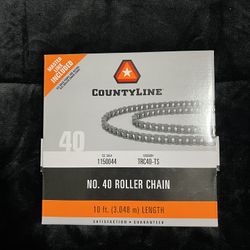 MASTER
LINK
INCLUDED
COUNTYLINE
40
1150044
TRC40-TS
NO. 40 ROLLER CHAIN
10 ft. (3.048 m) LENGTH
SATISFACTION • GUARANTEED